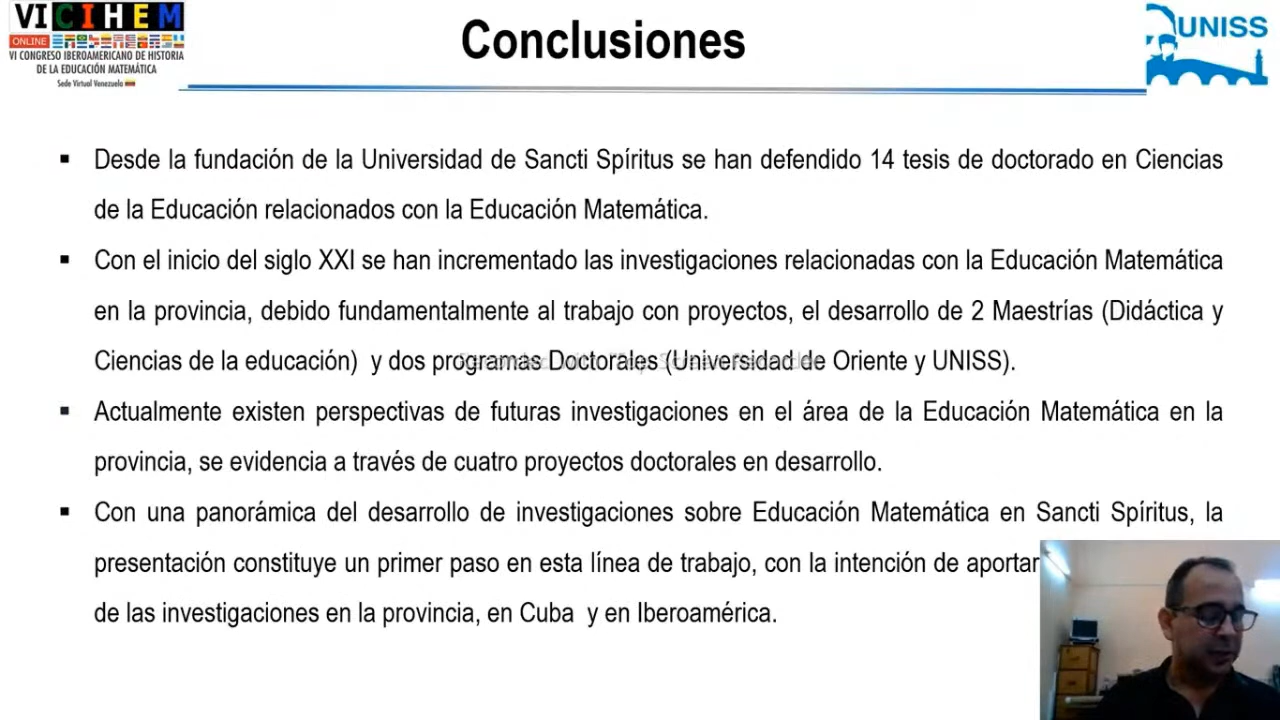 VI CIHEM
ONLINE
VI CONGRESO IBEROAMERICANO DE HISTORIA
DE LA EDUCACIÓN MATEMÁTICA
Sede Virtual Venezuela
Conclusiones
UNISS
▪ Desde la fundación de la Universidad de Sancti Spíritus se han defendido 14 tesis de doctorado en Ciencias
de la Educación relacionados con la Educación Matemática.
▪ Con el inicio del siglo XXI se han incrementado las investigaciones relacionadas con la Educación Matemática
en la provincia, debido fundamentalmente al trabajo con proyectos, el desarrollo de 2 Maestrías (Didáctica y
Ciencias de la educación) y dos programas Doctorales (Universidad de Oriente y UNISS).
▪ Actualmente existen perspectivas de futuras investigaciones en el área de la Educación Matemática en la
provincia, se evidencia a través de cuatro proyectos doctorales en desarrollo.
▪ Con una panorámica del desarrollo de investigaciones sobre Educación Matemática en Sancti Spíritus, la
presentación constituye un primer paso en esta línea de trabajo, con la intención de aportar
de las investigaciones en la provincia, en Cuba y en Iberoamérica.